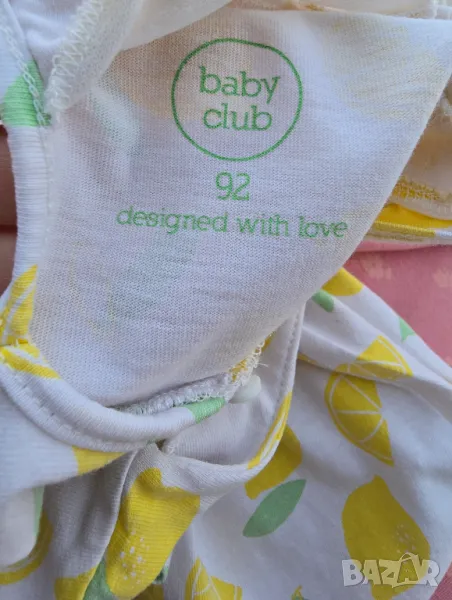 baby
club
92
designed with love
BAZAR